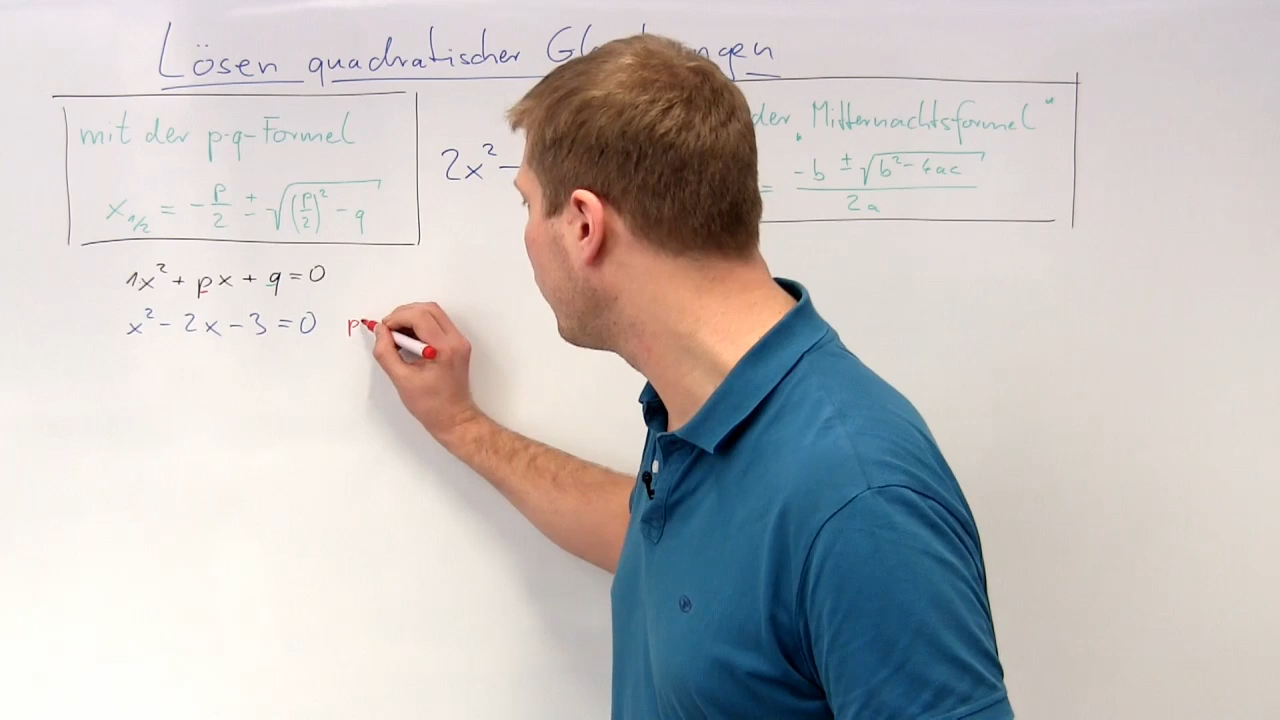 Lösen quadratischer
mit der p-q-Formel
x₁/₂ = -p/2 ± √((p/2)² - q)
1x² + px + q = 0
x² - 2x - 3 = 0 p
2x² -
der "Mitternachtsformel"
= (-b ± √(b² - 4ac))/2a